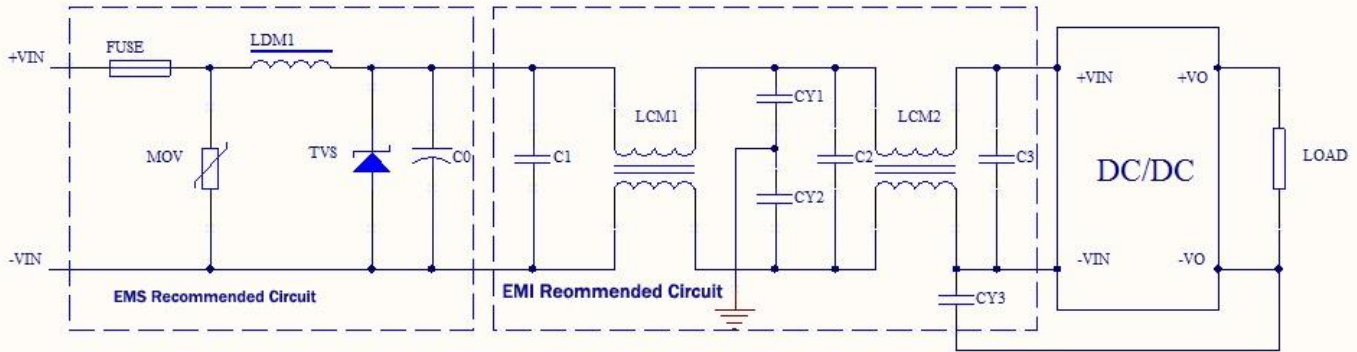 FUSE
LDM1
+VIN
MOV
TVS
C0
-VIN
EMS Recommended Circuit
C1
LCM1
CY1
CY2
C2
LCM2
C3
EMI Reommended Circuit
CY3
+VIN
+VO
DC/DC
-VIN
-VO
LOAD